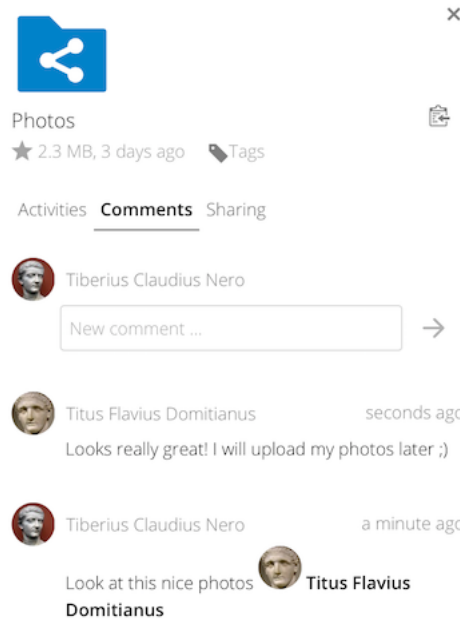 Photos
2.3 MB, 3 days ago Tags
Activities Comments Sharing
Tiberius Claudius Nero
New comment ...
Titus Flavius Domitianus seconds ago
Looks really great! I will upload my photos later ;)
Tiberius Claudius Nero a minute ago
Look at this nice photos Titus Flavius
Domitianus